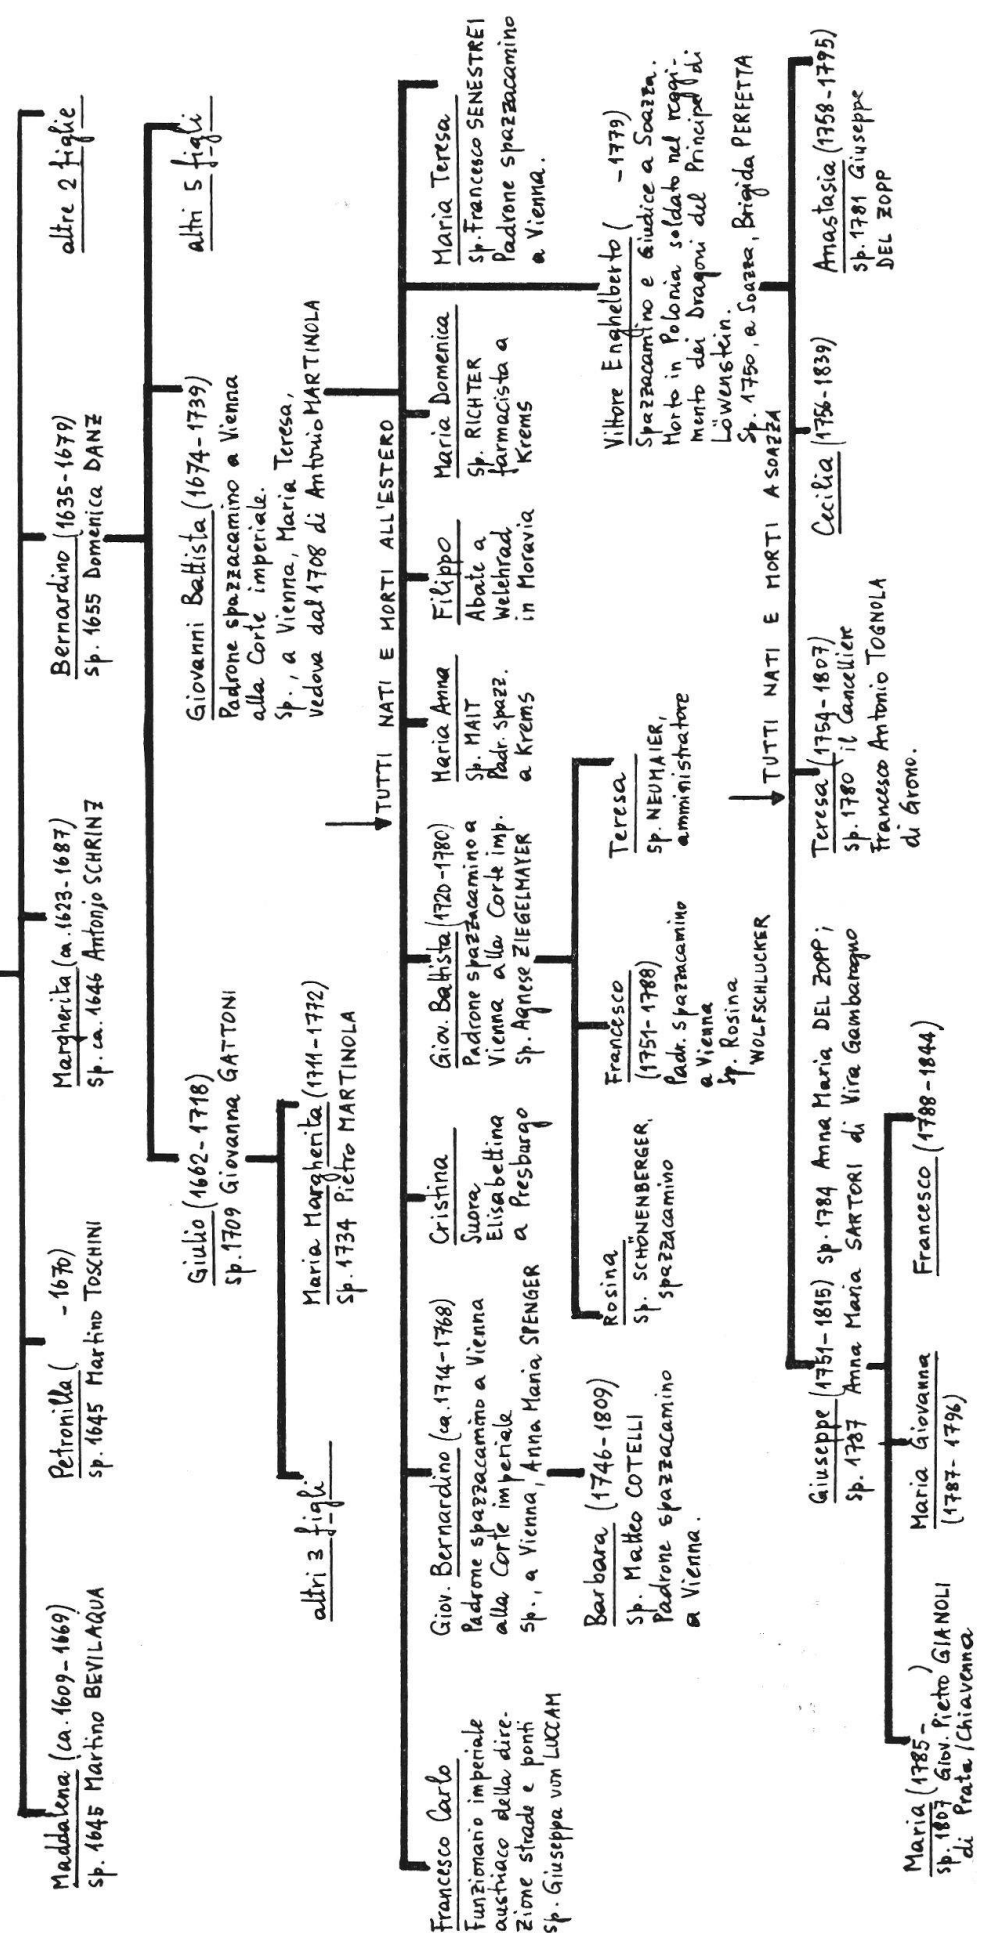 Maddalena (ca. 1609-1669)
sp. 1645 Martino BEVILAQUA
Petronilla (     - 1670)
sp. 1645 Martino TOSCHINI
Margherita (ca. 1623-1687)
sp. ca. 1646 Antonio SCHRINZ
Bernardino (1635-1679)
sp. 1655 Domenica DANZ
altre 2 figlie
Giulio (1662-1718)
sp. 1709 Giovanna GATTONI
Giovanni Battista (1674-1739)
Padrone spazzacamino a Vienna
alla Corte imperiale.
Sp., a Vienna, Maria Teresa,
vedova dal 1708 di Antonio MARTINOLA
altri 5 figli
altri 3 figli
Maria Margherita (1711-1772)
sp. 1734 Pietro MARTINOLA
TUTTI NATI E MORTI ALL'ESTERO
Francesco Carlo
Funzionario imperiale
austriaco della dire-
zione strade e ponti
sp. Giuseppa von LUCCAM
Giov. Bernardino (ca. 1714-1768)
Padrone spazzacamino a Vienna
alla Corte imperiale
sp., a Vienna, Anna Maria SPENGER
Cristina
Suora
Elisabettina
a Presburgo
Giov. Battista (1720-1780)
Padrone spazzacamino a
Vienna alla Corte imp.
sp. Agnese ZIEGELMAYER
Maria Anna
Sp. MAIT
Padr. spazz.
a Krems
Filippo
Abate a
Welehrad
in Moravia
Maria Domenica
Sp. RICHTER
farmacista a
Krems
Maria Teresa
sp. Francesco SENESTREI
Padrone spazzacamino
a Vienna.
Barbara (1746-1809)
sp. Matteo COTELLI
Padrone spazzacamino
a Vienna.
Rosina
sp. SCHÖNENBERGER,
spazzacamino
Francesco
(1751-1788)
Padr. spazzacamino
a Vienna
sp. Rosina
WOLFSCHLUCKER
Teresa
sp. NEUMAIER,
amministratore
Vittore Enghelberto (     -1779)
Spazzacamino e Giudice a Soazza.
Morto in Polonia soldato nel reggi-
mento dei Dragoni del Principe di
Löwenstein.
Sp. 1750, a Soazza, Brigida PERFETTA
TUTTI NATI E MORTI A SOAZZA
Giuseppe (1751-1815) sp. 1784 Anna Maria DEL ZOPP;
sp. 1787 Anna Maria SARTORI di Vira Gambarogno
Teresa (1754-1807)
sp. 1780 il Cancelliere
Francesco Antonio TOGNOLA
di Grono.
Cecilia (1756-1839)
Anastasia (1758-1795)
sp. 1781 Giuseppe
DEL ZOPP
Maria (1785-     )
sp. 1807 Giov. Pietro GIANOLI
di Prata/Chiavenna
Maria Giovanna
(1787-1796)
Francesco (1788-1844)